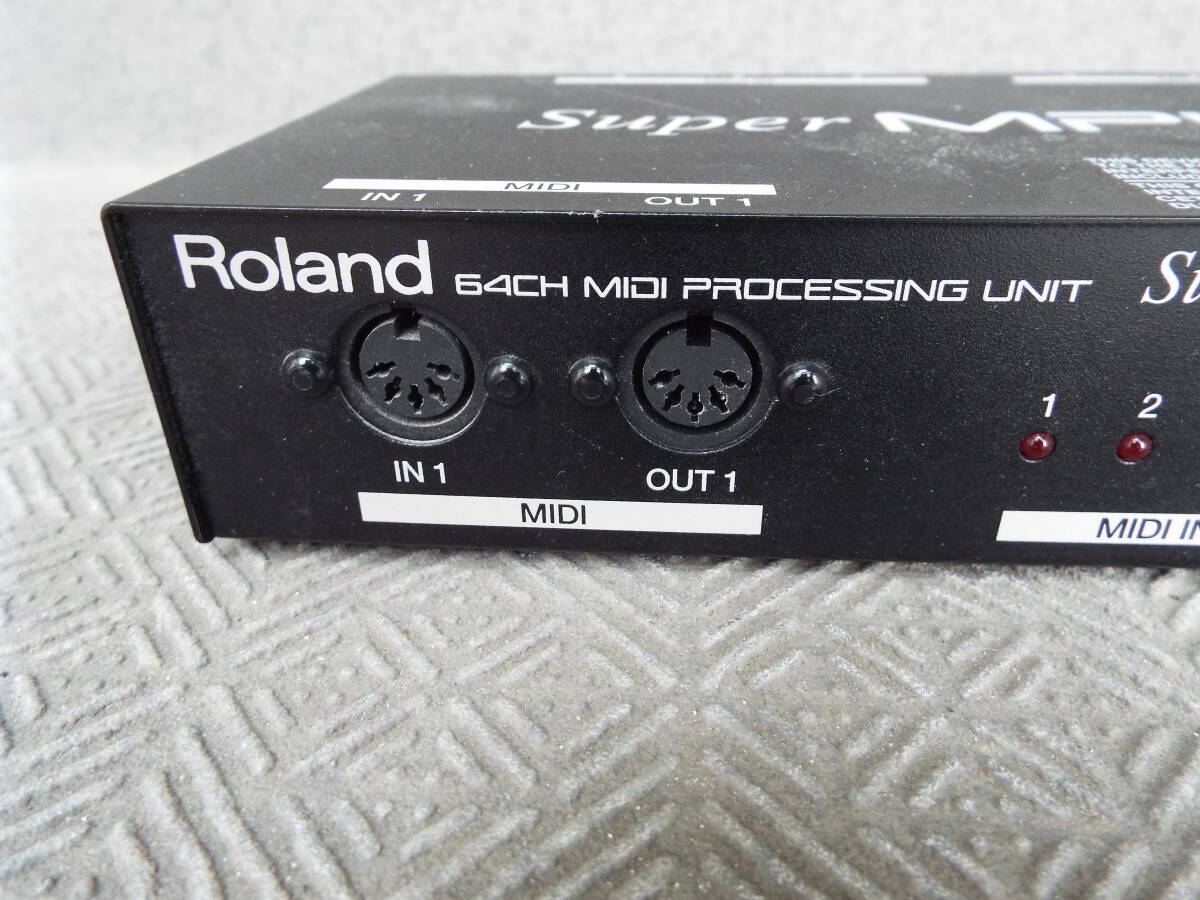 Super MPU
MIDI
IN 1 OUT 1
Roland 64CH MIDI PROCESSING UNIT
1 2
IN 1 OUT 1
MIDI
MIDI IN